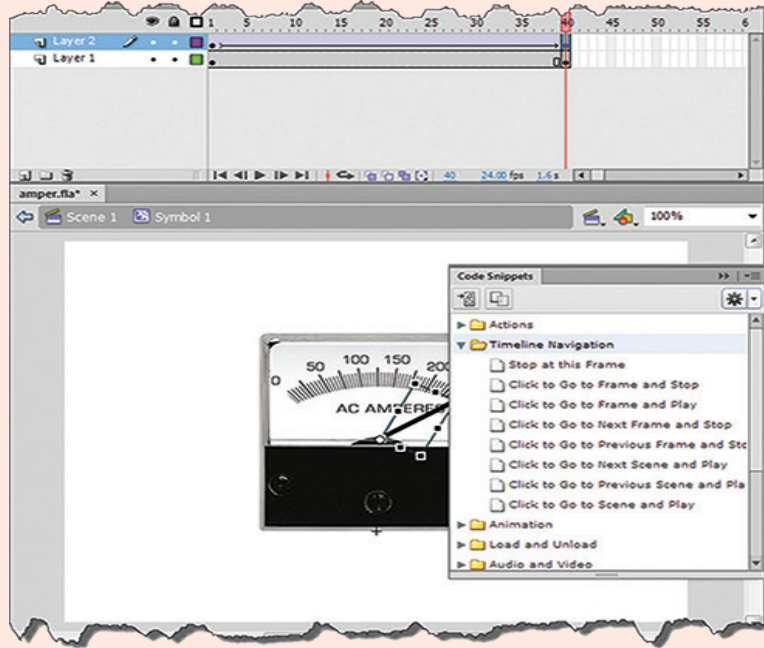 1 5 10 15 20 25 30 35 40 45 50 55 6
Layer 2
Layer 1
40 24.00 fps 1.6 s
amper.fla* ×
Scene 1 Symbol 1 100%
Code Snippets
Actions
Timeline Navigation
Stop at this Frame
Click to Go to Frame and Stop
Click to Go to Frame and Play
Click to Go to Next Frame and Stop
Click to Go to Previous Frame and Sto
Click to Go to Next Scene and Play
Click to Go to Previous Scene and Pla
Click to Go to Scene and Play
Animation
Load and Unload
Audio and Video
0 50 100 150 200
AC AMPERES